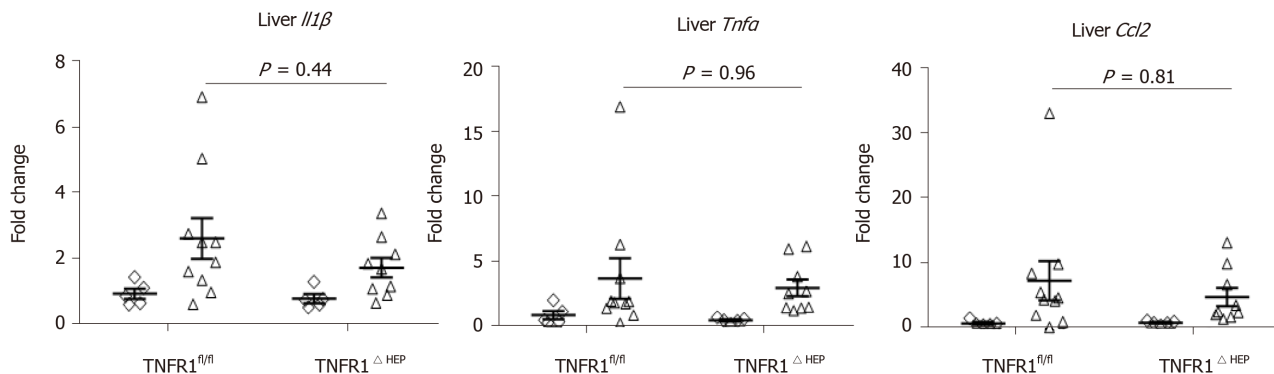 Liver Il1β
Fold change
8
6
4
2
0
P = 0.44
TNFR1fl/fl
TNFR1△ HEP
Liver Tnfα
Fold change
20
15
10
5
0
P = 0.96
TNFR1fl/fl
TNFR1△ HEP
Liver Ccl2
Fold change
40
30
20
10
0
P = 0.81
TNFR1fl/fl
TNFR1△ HEP